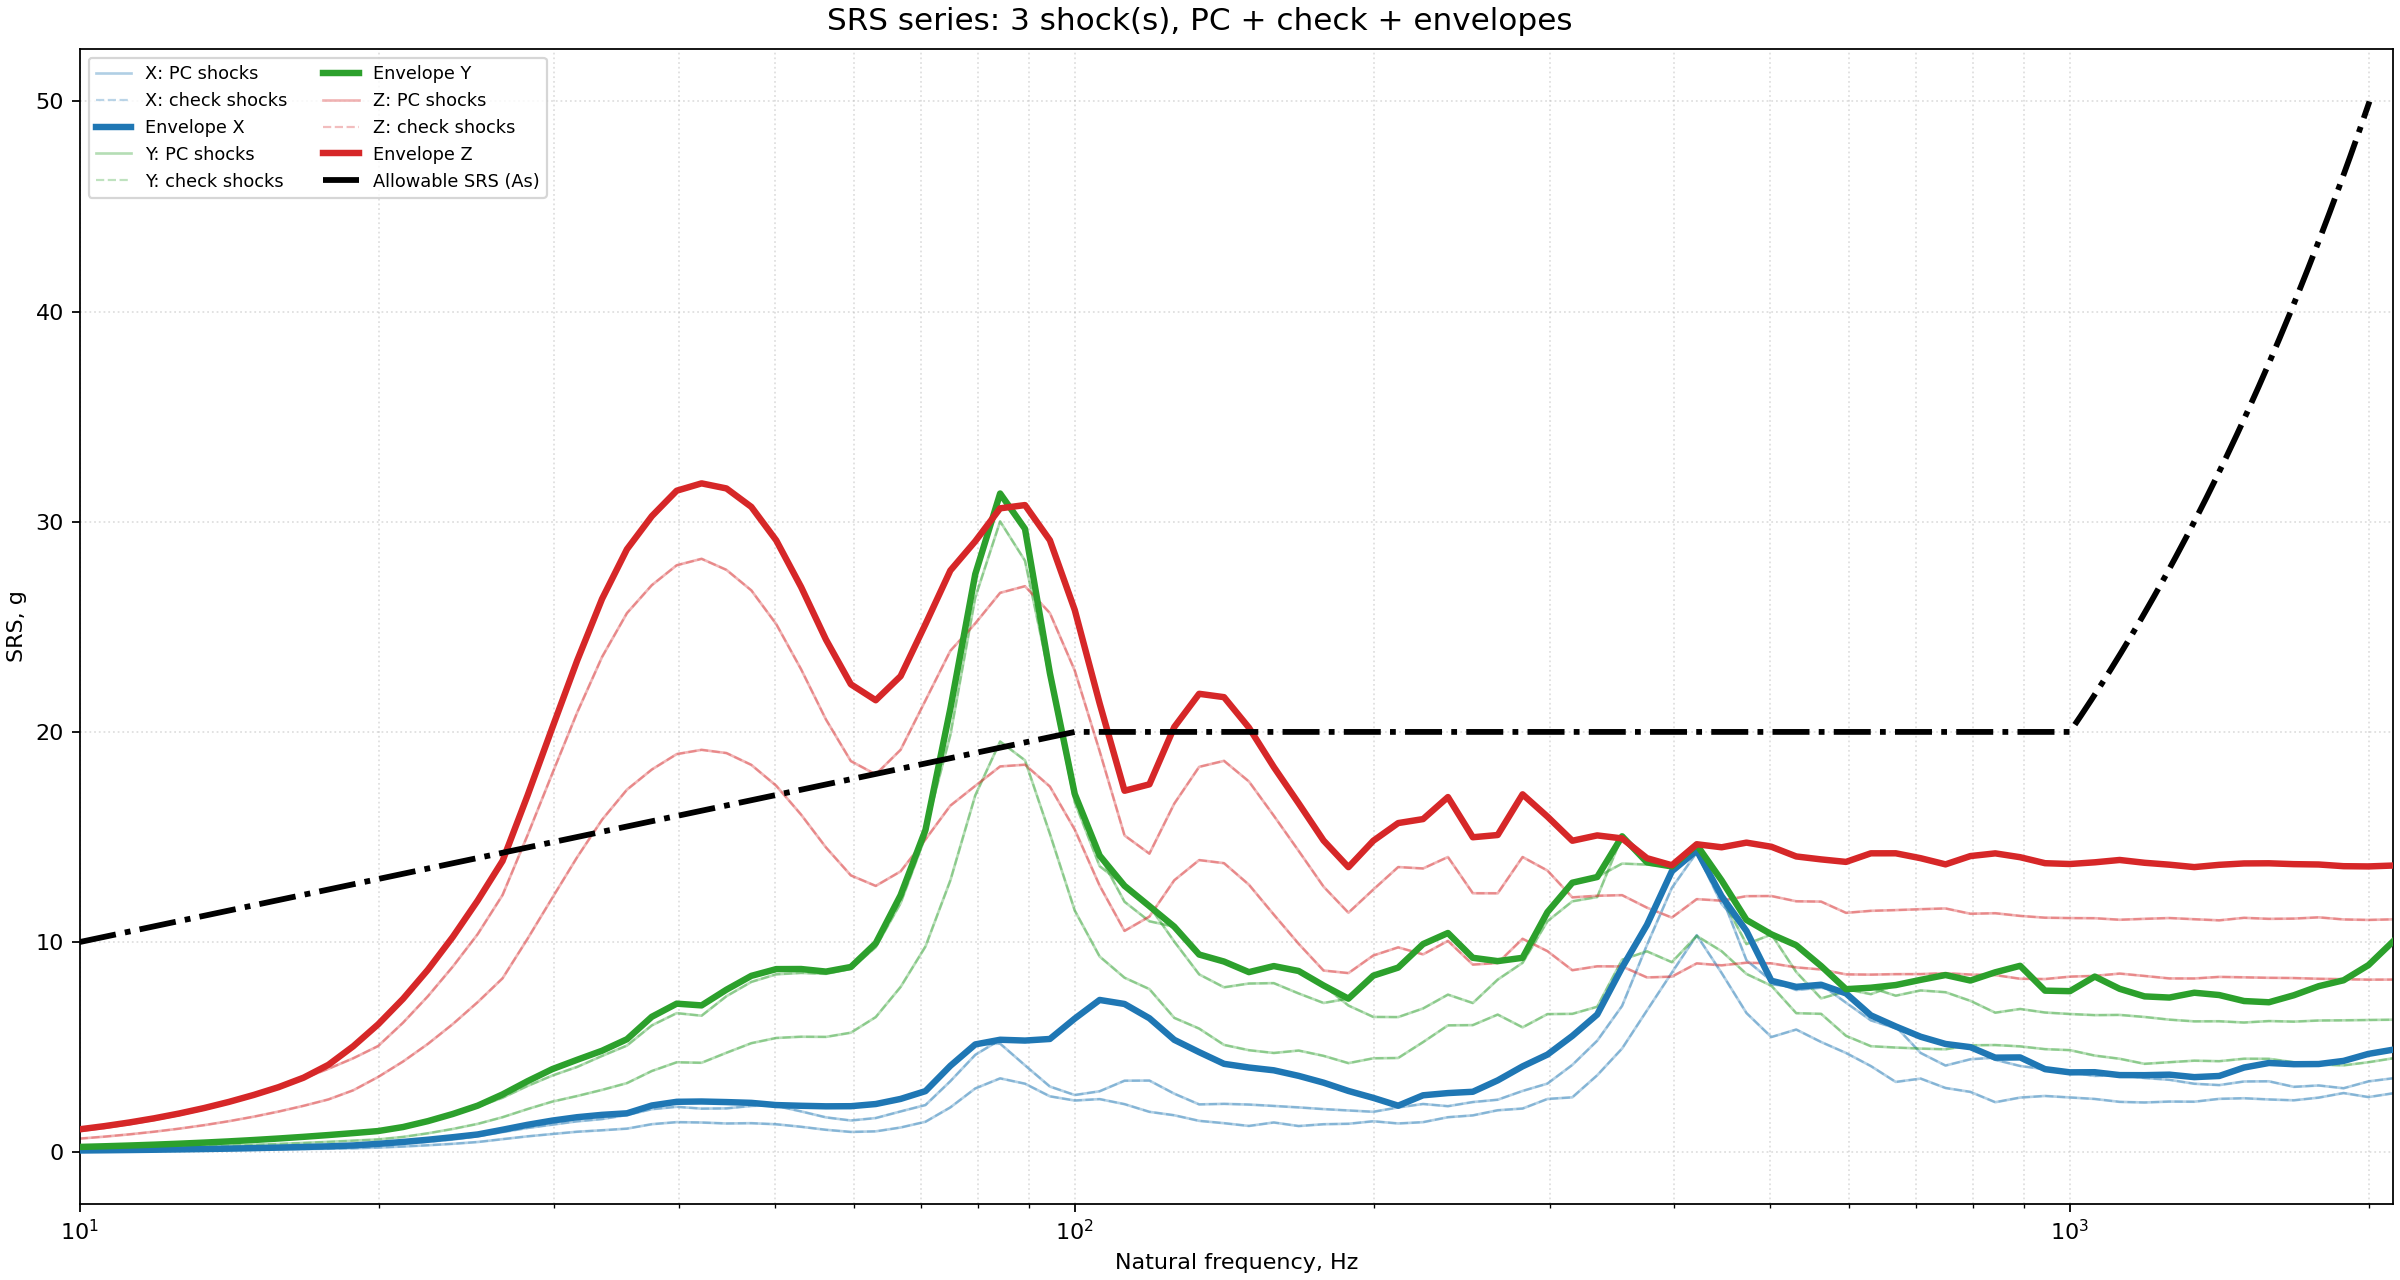 SRS series: 3 shock(s), PC + check + envelopes
X: PC shocks
X: check shocks
Envelope X
Y: PC shocks
Y: check shocks
Envelope Y
Z: PC shocks
Z: check shocks
Envelope Z
Allowable SRS (As)
50
40
30
20
10
0
SRS, g
10¹
10²
10³
Natural frequency, Hz